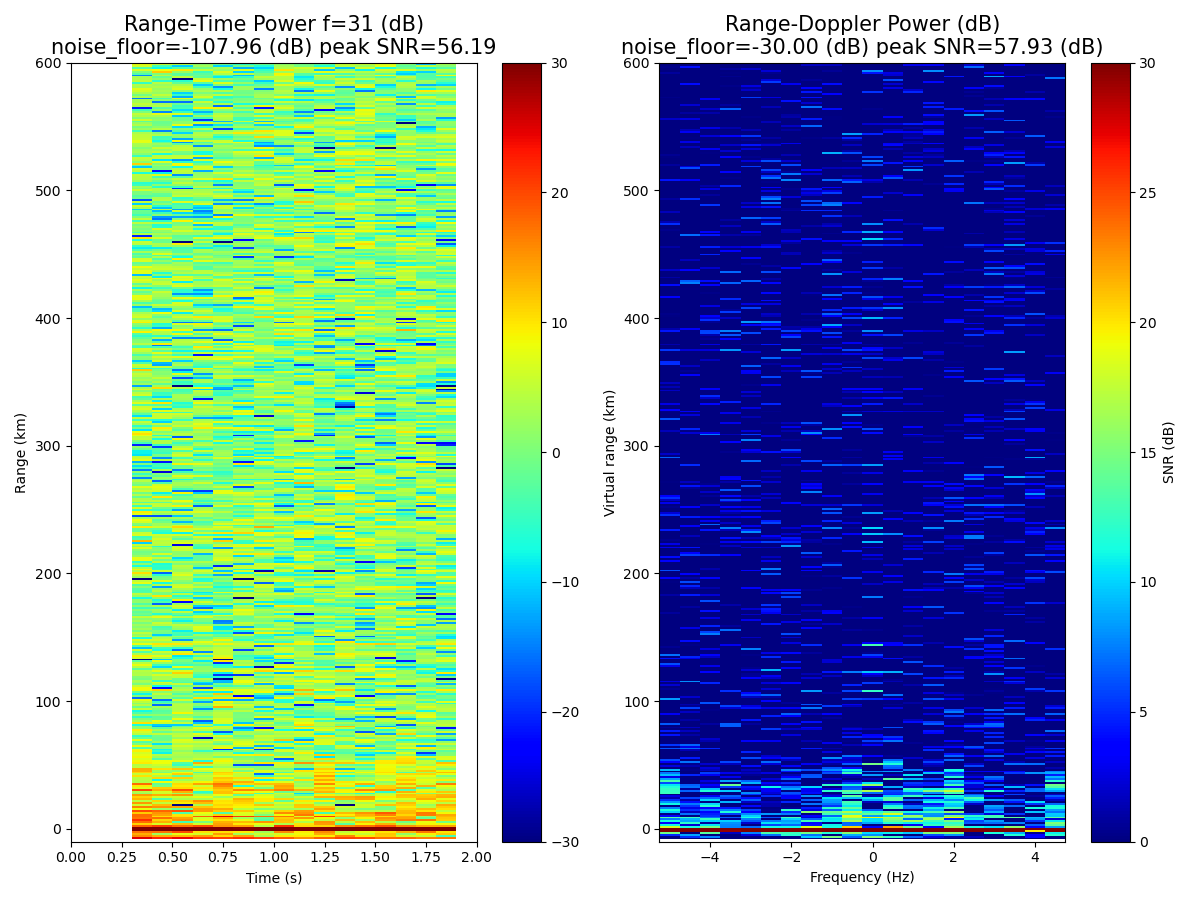 Range-Time Power f=31 (dB)
noise_floor=-107.96 (dB) peak SNR=56.19
600
500
400
300
200
100
0
Range (km)
0.00 0.25 0.50 0.75 1.00 1.25 1.50 1.75 2.00
Time (s)
30
20
10
0
−10
−20
−30
Range-Doppler Power (dB)
noise_floor=-30.00 (dB) peak SNR=57.93 (dB)
600
500
400
300
200
100
0
Virtual range (km)
−4 −2 0 2 4
Frequency (Hz)
30
25
20
15
10
5
0
SNR (dB)